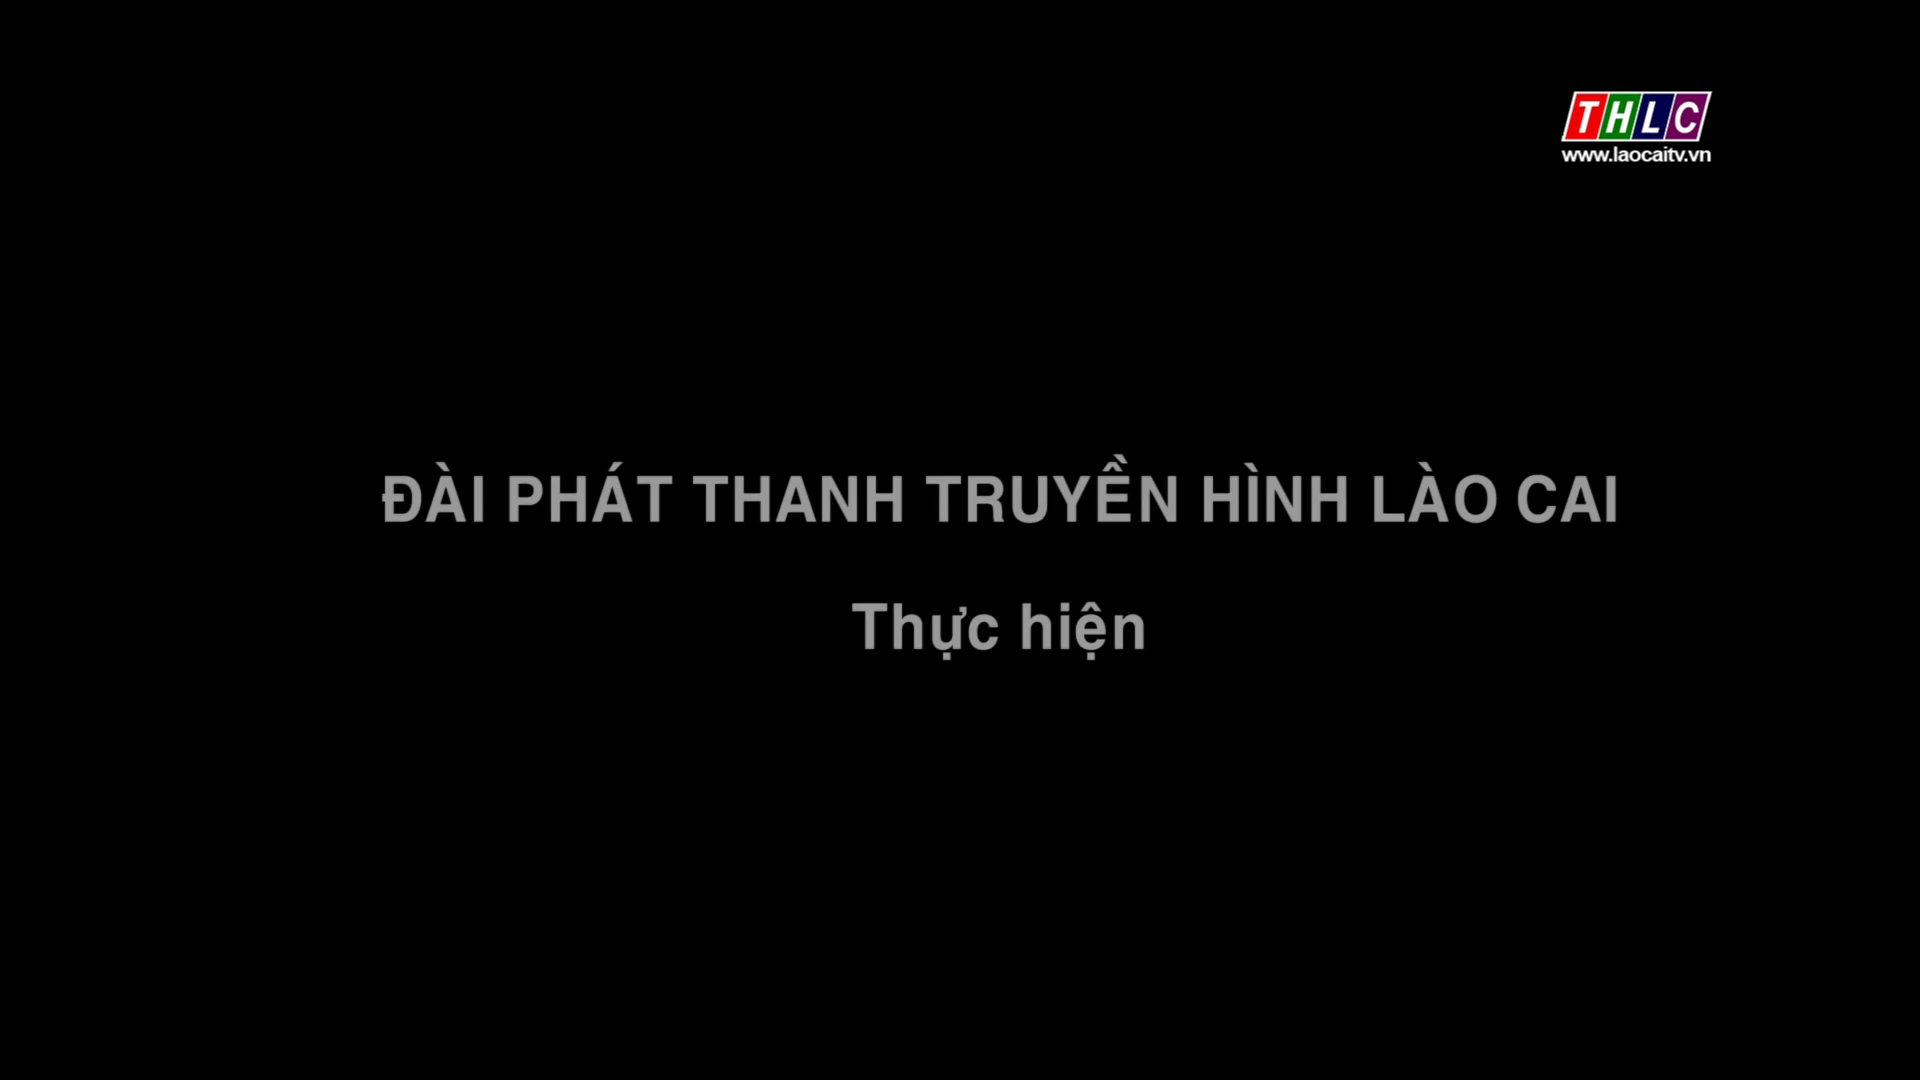 THLC
www.laocaitv.vn
ĐÀI PHÁT THANH TRUYỀN HÌNH LÀO CAI
Thực hiện